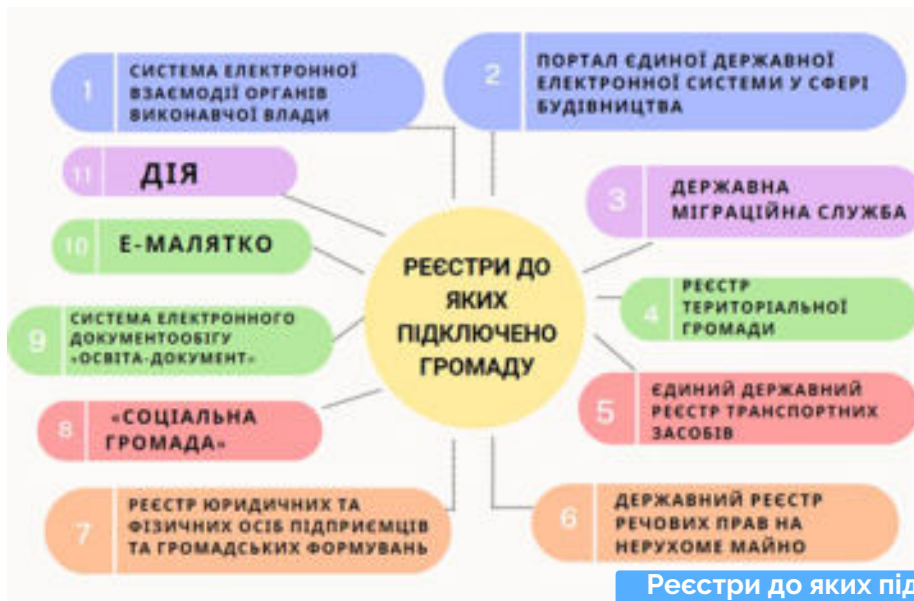 1
СИСТЕМА ЕЛЕКТРОННОЇ
ВЗАЄМОДІЇ ОРГАНІВ
ВИКОНАВЧОЇ ВЛАДИ
2
ПОРТАЛ ЄДИНОЇ ДЕРЖАВНОЇ
ЕЛЕКТРОННОЇ СИСТЕМИ У СФЕРІ
БУДІВНИЦТВА
11
ДІЯ
3
ДЕРЖАВНА
МІГРАЦІЙНА СЛУЖБА
10
Е-МАЛЯТКО
РЕЄСТРИ ДО
ЯКИХ
ПІДКЛЮЧЕНО
ГРОМАДУ
4
РЕЄСТР
ТЕРИТОРІАЛЬНОЇ
ГРОМАДИ
9
СИСТЕМА ЕЛЕКТРОННОГО
ДОКУМЕНТООБІГУ
«ОСВІТА-ДОКУМЕНТ»
5
ЄДИНИЙ ДЕРЖАВНИЙ
РЕЄСТР ТРАНСПОРТНИХ
ЗАСОБІВ
8
«СОЦІАЛЬНА
ГРОМАДА»
7
РЕЄСТР ЮРИДИЧНИХ ТА
ФІЗИЧНИХ ОСІБ ПІДПРИЄМЦІВ
ТА ГРОМАДСЬКИХ ФОРМУВАНЬ
6
ДЕРЖАВНИЙ РЕЄСТР
РЕЧОВИХ ПРАВ НА
НЕРУХОМЕ МАЙНО
Реєстри до яких під